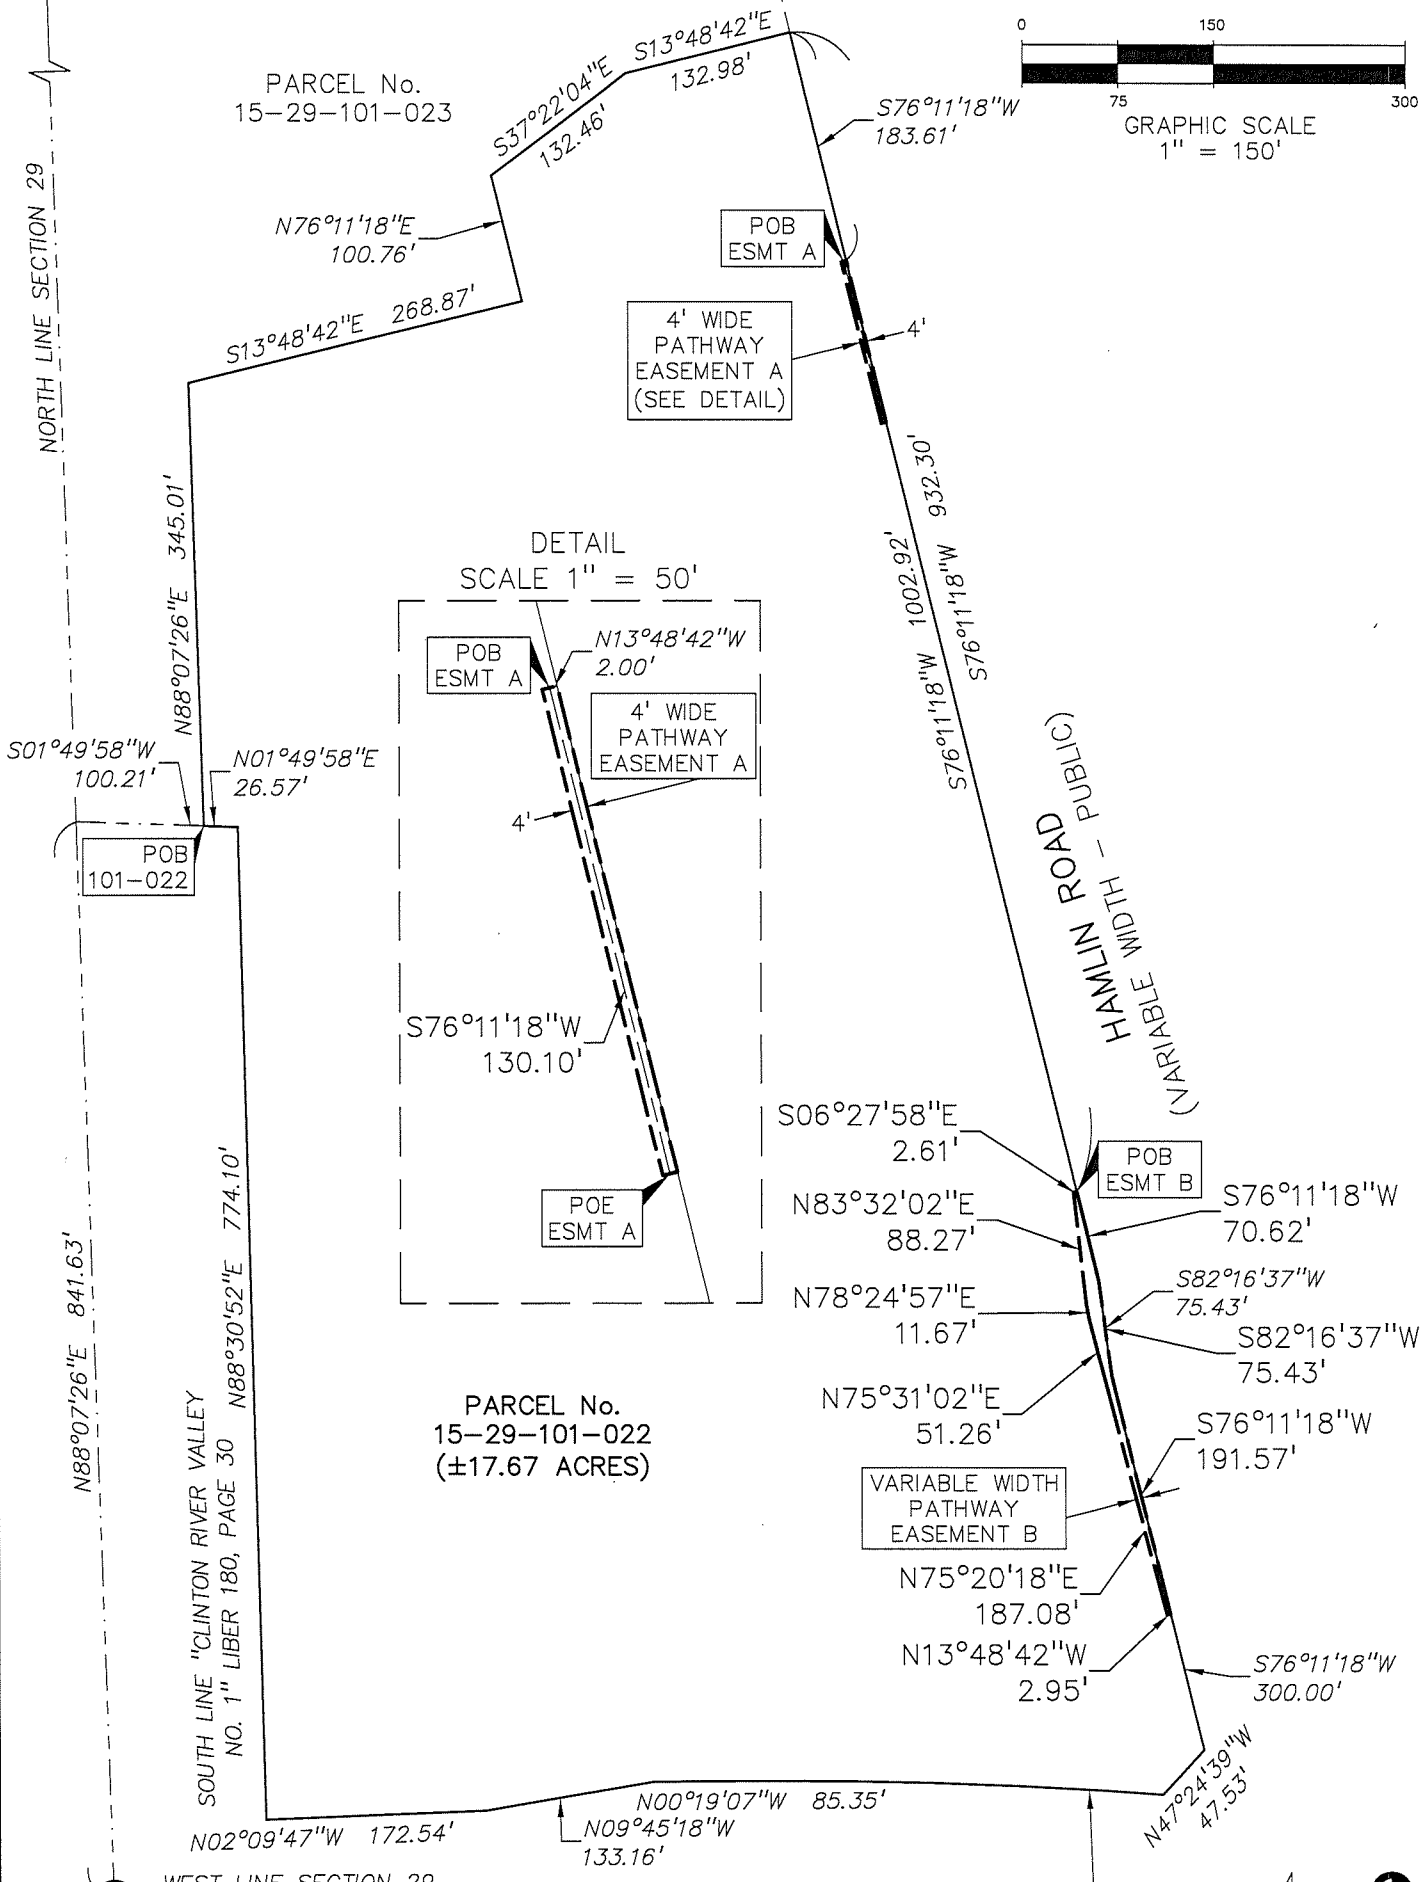 0
150
75
300
GRAPHIC SCALE
1" = 150'
PARCEL No.
15-29-101-023
S13°48'42"E
132.98'
S37°22'04"E
132.46'
S76°11'18"W
183.61'
NORTH LINE SECTION 29
N76°11'18"E
100.76'
POB
ESMT A
S13°48'42"E 268.87'
4' WIDE
PATHWAY
EASEMENT A
(SEE DETAIL)
4'
N88°07'26"E 345.01'
S76°11'18"W 932.30'
S76°11'18"W 1002.92'
DETAIL
SCALE 1" = 50'
POB
ESMT A
N13°48'42"W
2.00'
4' WIDE
PATHWAY
EASEMENT A
4'
S76°11'18"W
130.10'
POE
ESMT A
S01°49'58"W
100.21'
N01°49'58"E
26.57'
POB
101-022
HAMLIN ROAD
(VARIABLE WIDTH - PUBLIC)
S06°27'58"E
2.61'
POB
ESMT B
N83°32'02"E
88.27'
S76°11'18"W
70.62'
N78°24'57"E
11.67'
S82°16'37"W
75.43'
S82°16'37"W
75.43'
N75°31'02"E
51.26'
S76°11'18"W
191.57'
VARIABLE WIDTH
PATHWAY
EASEMENT B
N75°20'18"E
187.08'
N13°48'42"W
2.95'
S76°11'18"W
300.00'
N88°07'26"E 841.63'
N88°30'52"E 774.10'
SOUTH LINE "CLINTON RIVER VALLEY
NO. 1" LIBER 180, PAGE 30
PARCEL No.
15-29-101-022
(±17.67 ACRES)
N47°24'39"W
47.53'
N00°19'07"W 85.35'
N09°45'18"W
133.16'
N02°09'47"W 172.54'
WEST LINE SECTION 29